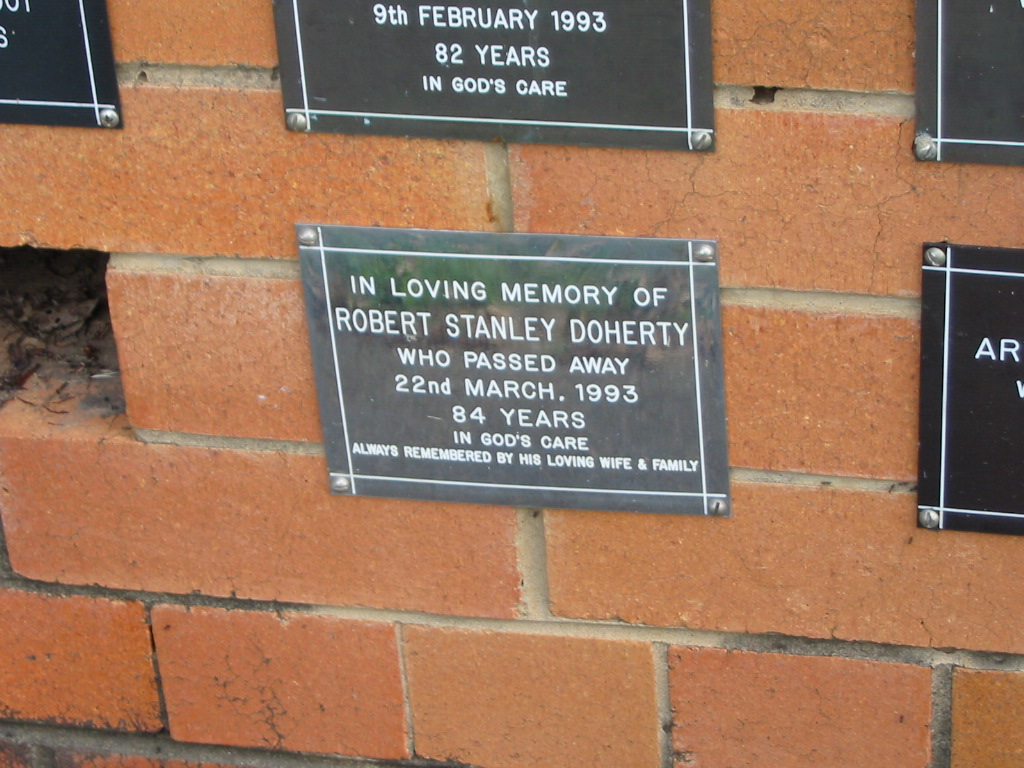 9th FEBRUARY 1993
82 YEARS
IN GOD'S CARE
IN LOVING MEMORY OF
ROBERT STANLEY DOHERTY
WHO PASSED AWAY
22nd MARCH, 1993
84 YEARS
IN GOD'S CARE
ALWAYS REMEMBERED BY HIS LOVING WIFE & FAMILY
AR